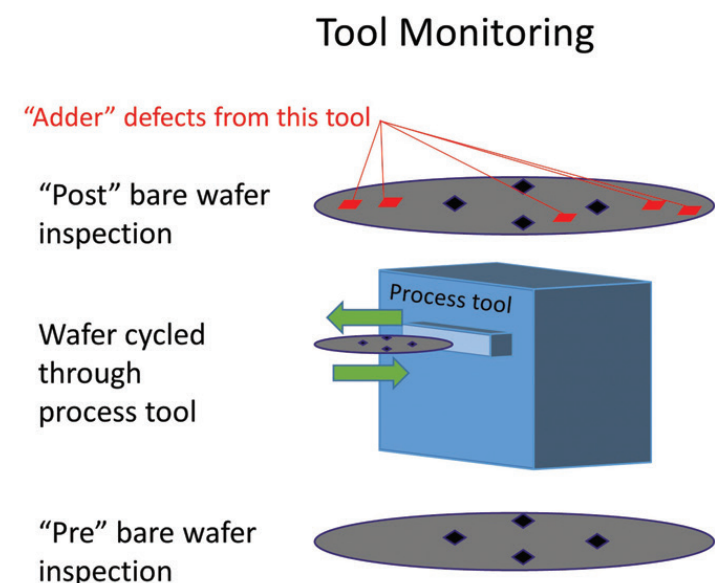 Tool Monitoring
“Adder” defects from this tool
“Post” bare wafer
inspection
Process tool
Wafer cycled
through
process tool
“Pre” bare wafer
inspection